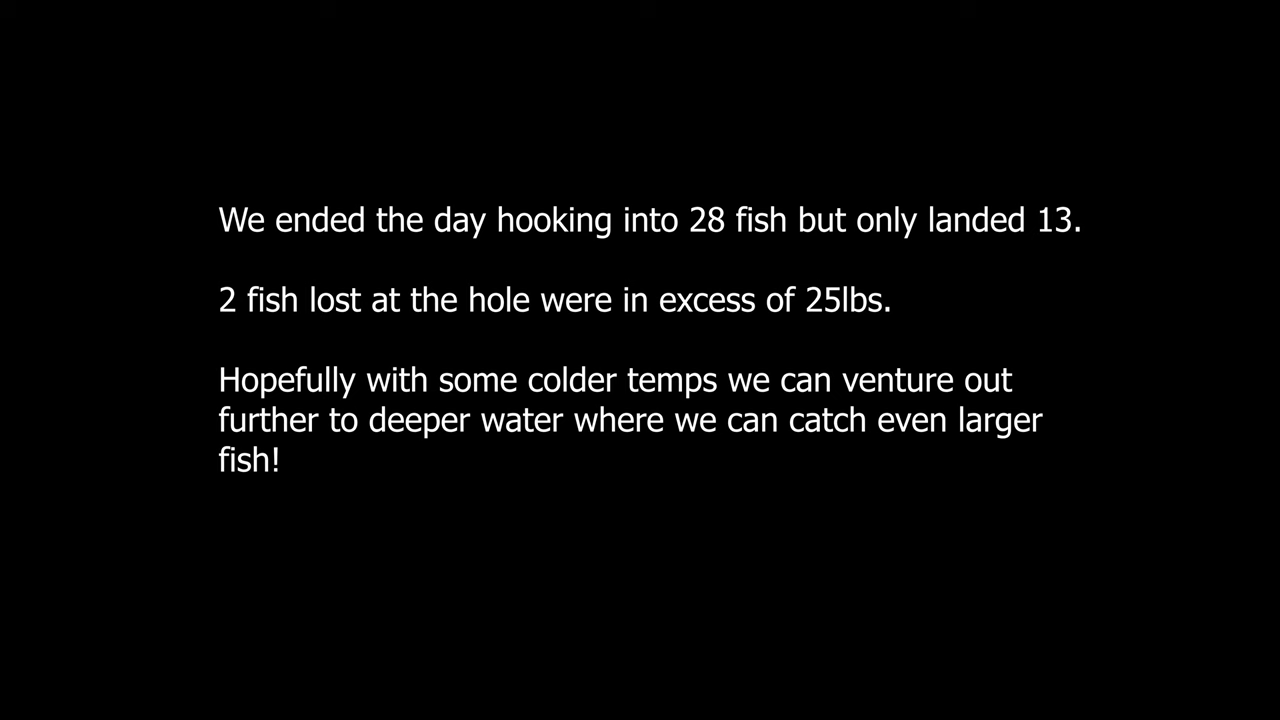 We ended the day hooking into 28 fish but only landed 13.
2 fish lost at the hole were in excess of 25lbs.
Hopefully with some colder temps we can venture out
further to deeper water where we can catch even larger
fish!